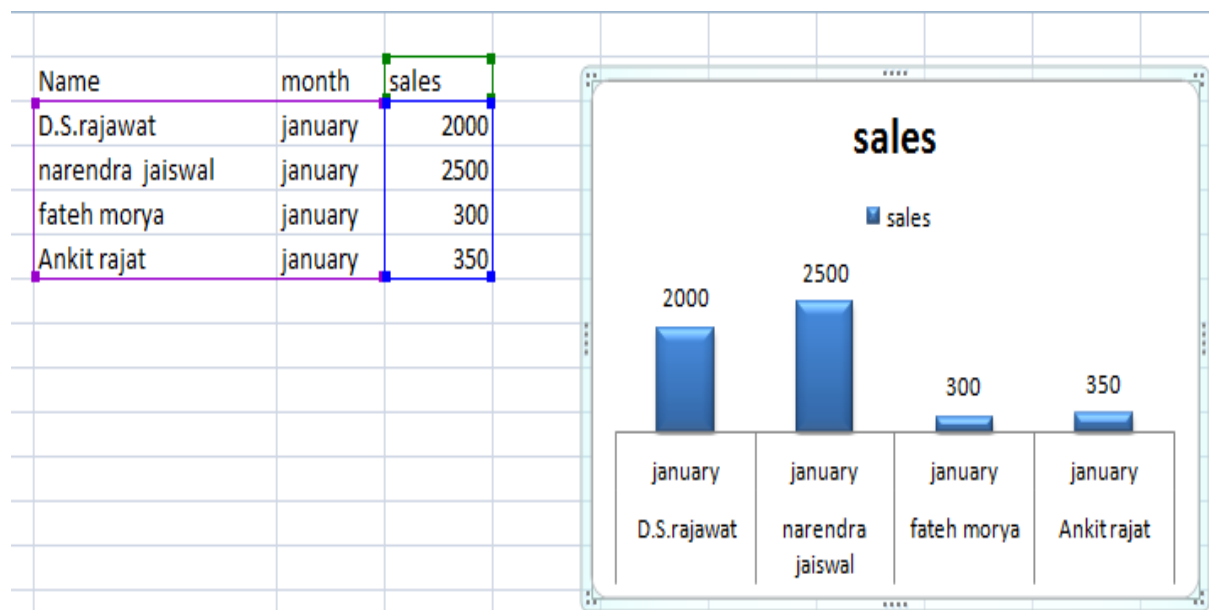 Name month sales
D.S.rajawat january 2000
narendra jaiswal january 2500
fateh morya january 300
Ankit rajat january 350
sales
sales
2000 2500 300 350
january january january january
D.S.rajawat narendra fateh morya Ankit rajat
jaiswal